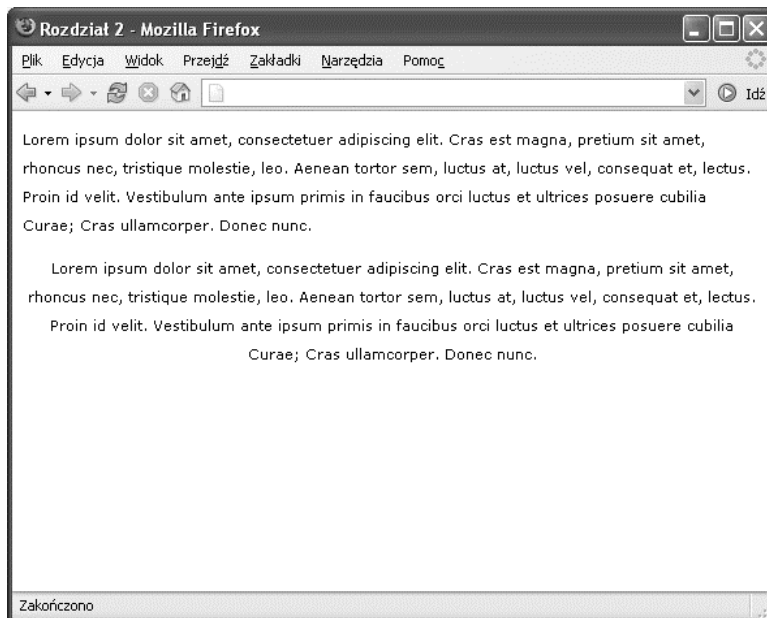 Rozdział 2 - Mozilla Firefox
Plik Edycja Widok Przejdź Zakładki Narzędzia Pomoc
Idź
Lorem ipsum dolor sit amet, consectetuer adipiscing elit. Cras est magna, pretium sit amet,
rhoncus nec, tristique molestie, leo. Aenean tortor sem, luctus at, luctus vel, consequat et, lectus.
Proin id velit. Vestibulum ante ipsum primis in faucibus orci luctus et ultrices posuere cubilia
Curae; Cras ullamcorper. Donec nunc.
Lorem ipsum dolor sit amet, consectetuer adipiscing elit. Cras est magna, pretium sit amet,
rhoncus nec, tristique molestie, leo. Aenean tortor sem, luctus at, luctus vel, consequat et, lectus.
Proin id velit. Vestibulum ante ipsum primis in faucibus orci luctus et ultrices posuere cubilia
Curae; Cras ullamcorper. Donec nunc.
Zakończono